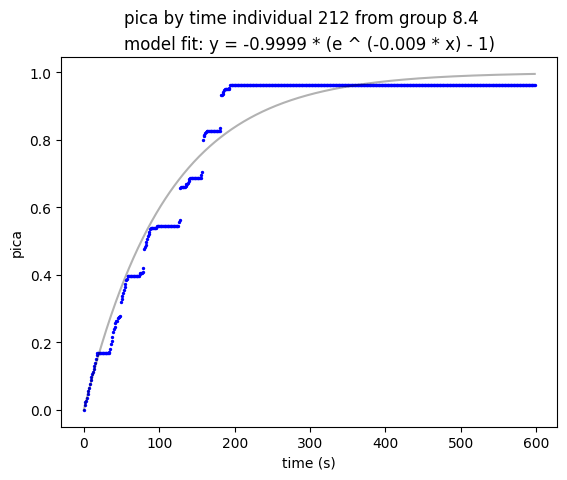 pica by time individual 212 from group 8.4
model fit: y = -0.9999 * (e ^ (-0.009 * x) - 1)
1.0
0.8
0.6
0.4
0.2
0.0
pica
0 100 200 300 400 500 600
time (s)